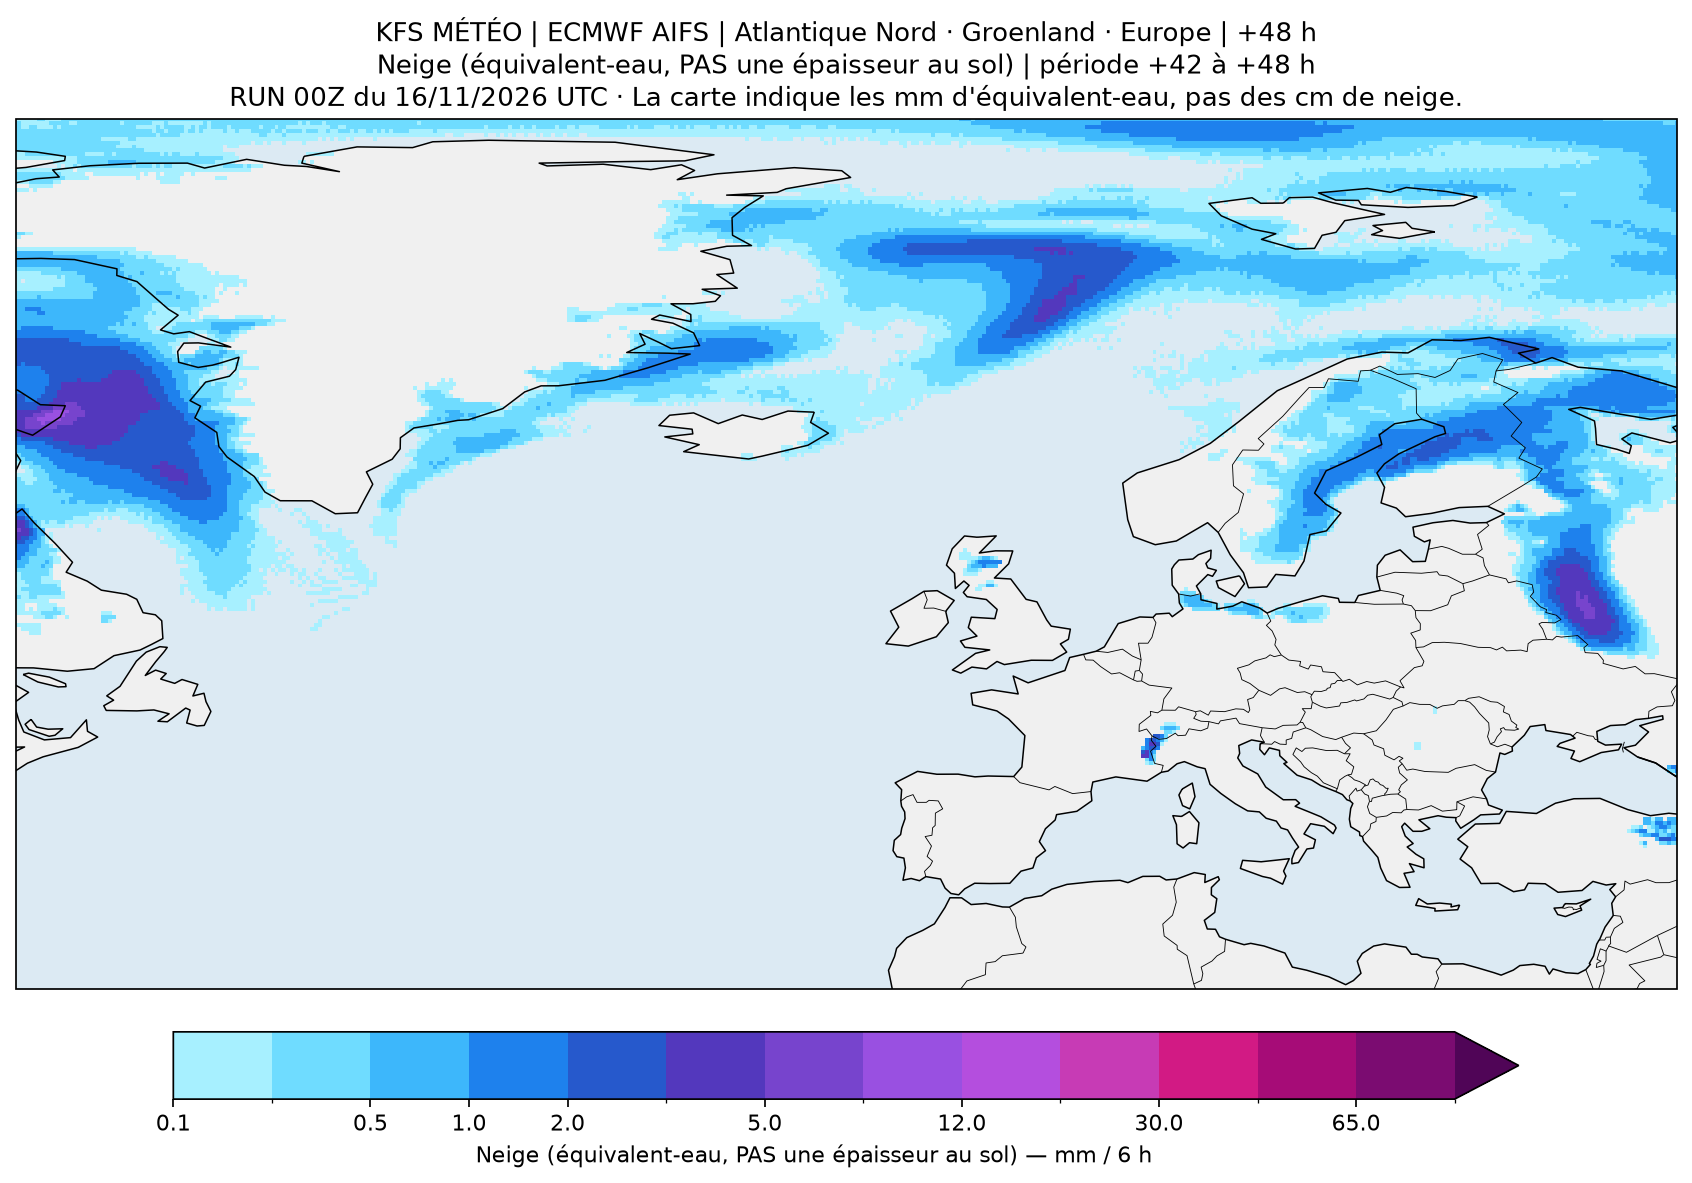 KFS MÉTÉO | ECMWF AIFS | Atlantique Nord · Groenland · Europe | +48 h
Neige (équivalent-eau, PAS une épaisseur au sol) | période +42 à +48 h
RUN 00Z du 16/11/2026 UTC · La carte indique les mm d'équivalent-eau, pas des cm de neige.
0.1 0.5 1.0 2.0 5.0 12.0 30.0 65.0
Neige (équivalent-eau, PAS une épaisseur au sol) — mm / 6 h